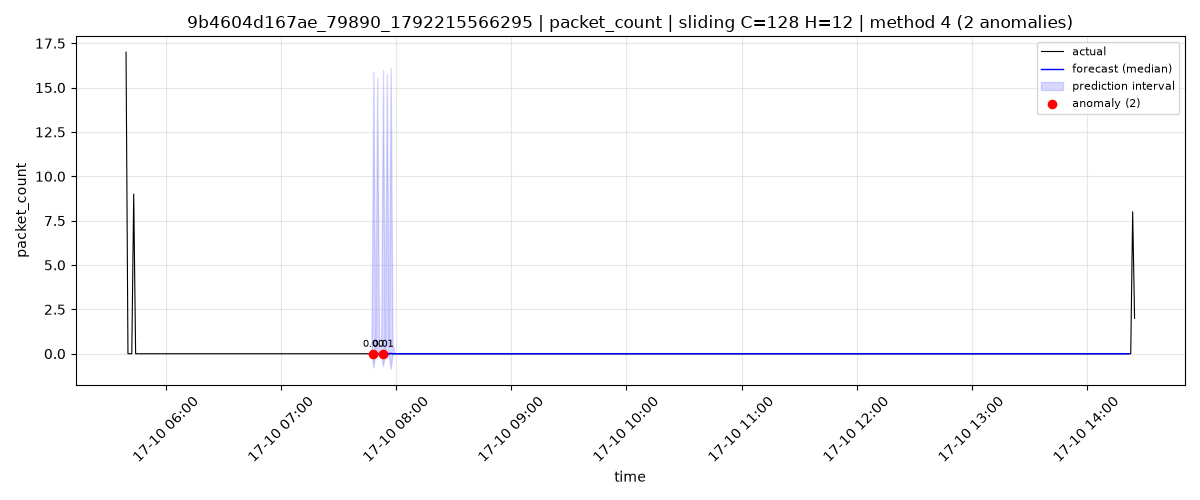 9b4604d167ae_79890_1792215566295 | packet_count | sliding C=128 H=12 | method 4 (2 anomalies)
actual
forecast (median)
prediction interval
anomaly (2)
packet_count
17.5
15.0
12.5
10.0
7.5
5.0
2.5
0.0
17-10 06:00
17-10 07:00
17-10 08:00
17-10 09:00
17-10 10:00
17-10 11:00
17-10 12:00
17-10 13:00
17-10 14:00
time